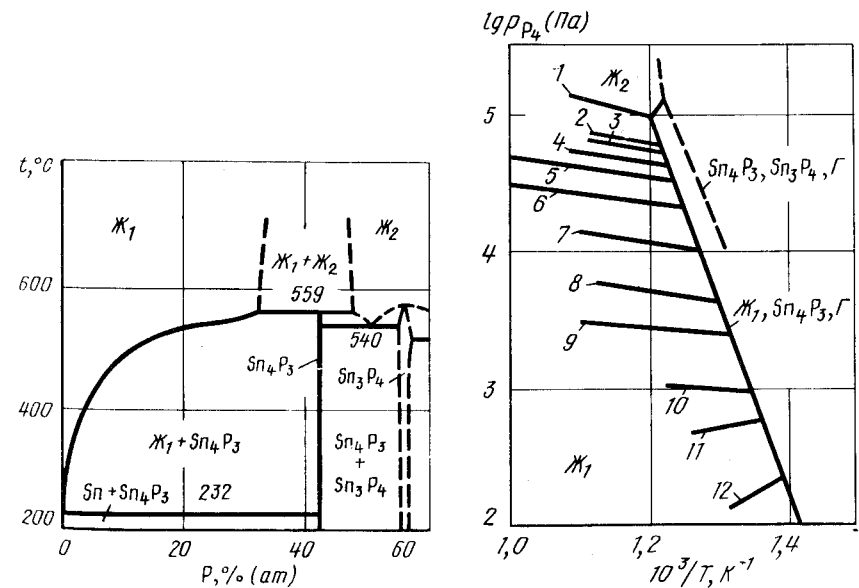 t,°C
600
400
200
Ж₁
Ж₂
Ж₁+Ж₂
559
540
Sn₄P₃
Sn₃P₄
Ж₁+Sn₄P₃
Sn₄P₃
+
Sn₃P₄
Sn+Sn₄P₃ 232
0 20 40 60
P,% (ат)
lg p_P₄ (Па)
5
4
3
2
1
Ж₂
2
3
4
5
6
7
8
9
10
11
12
Sn₄P₃, Sn₃P₄, Г
Ж₁, Sn₄P₃, Г
Ж₁
1,0 1,2 1,4
10³/T, К⁻¹